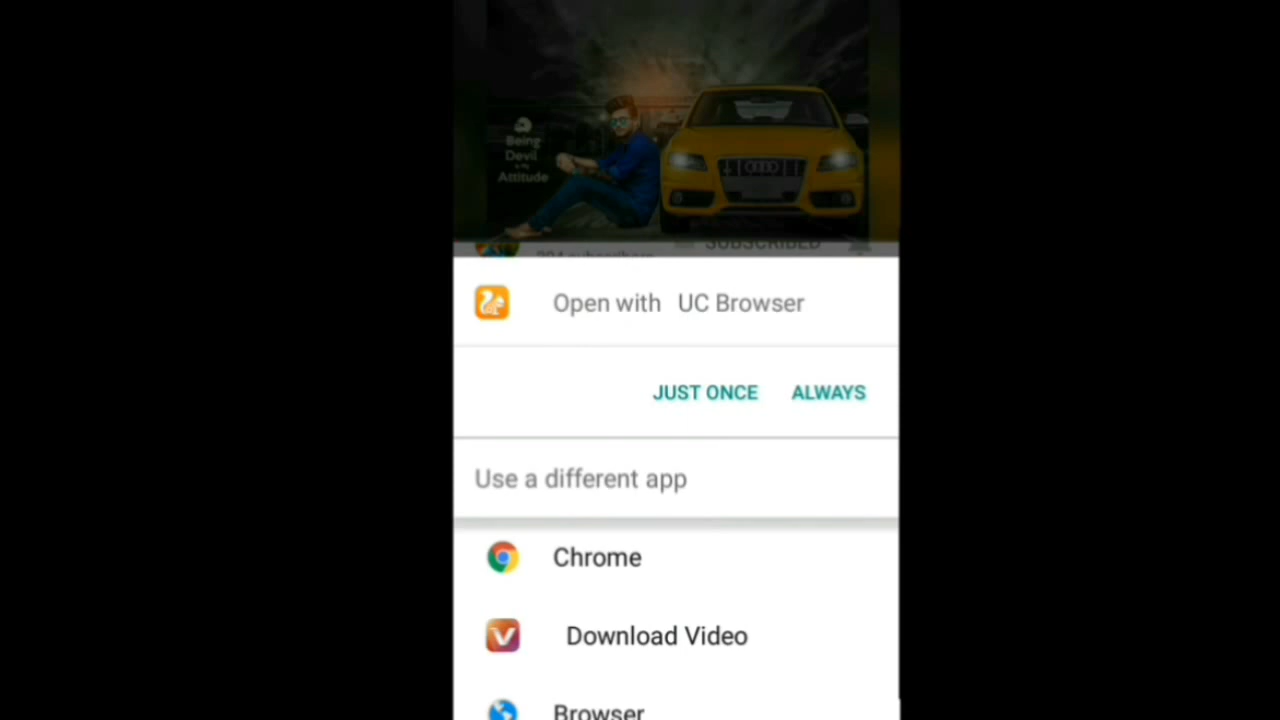 Being
Devil
Attitude
SUBSCRIBED
Open with UC Browser
JUST ONCE
ALWAYS
Use a different app
Chrome
Download Video
Browser